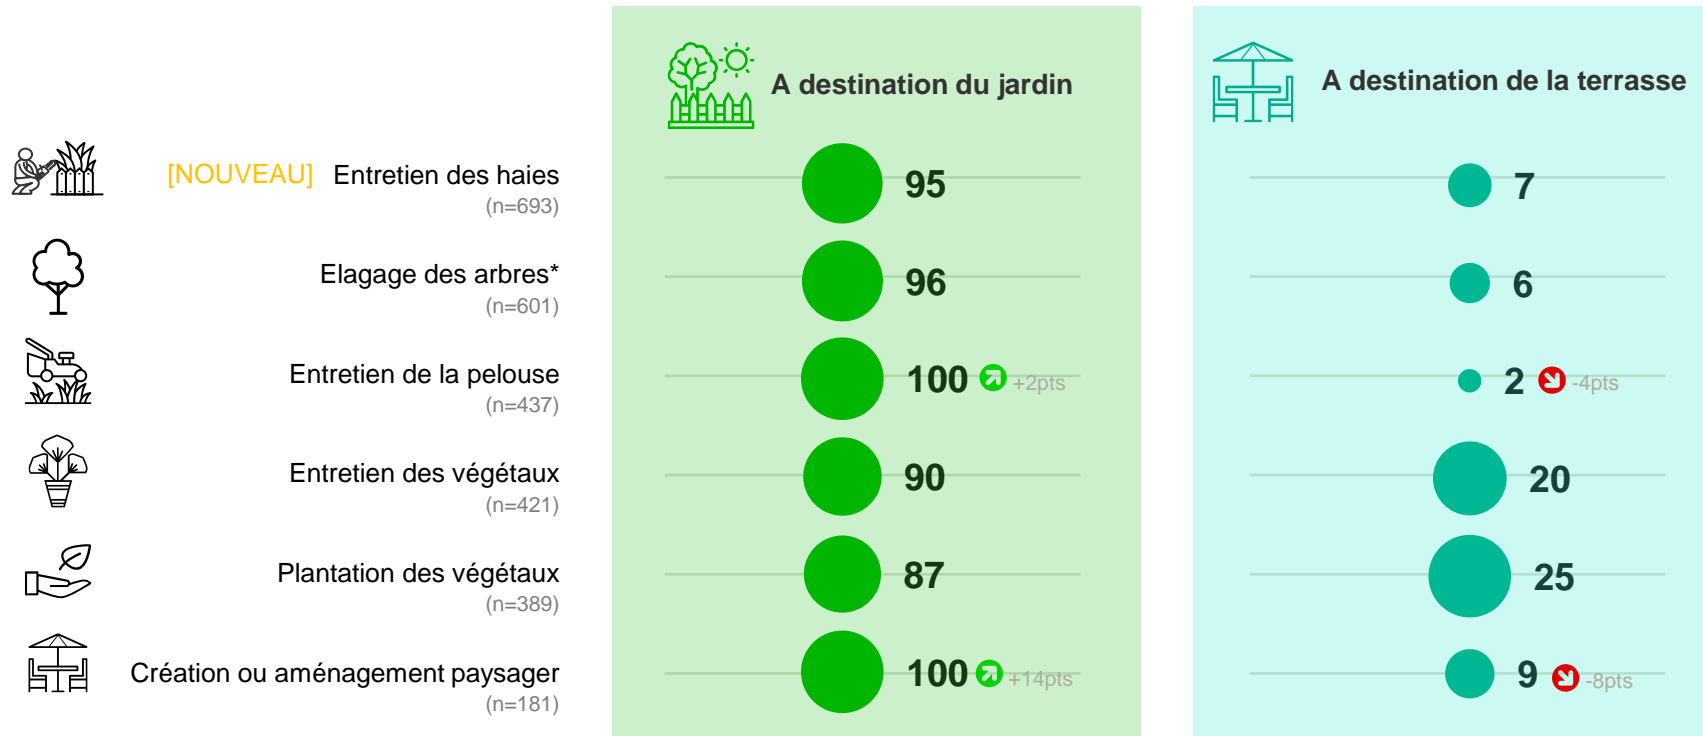 A destination du jardin
A destination de la terrasse
[NOUVEAU] Entretien des haies
(n=693)
95
7
Elagage des arbres*
(n=601)
96
6
Entretien de la pelouse
(n=437)
100 +2pts
2 -4pts
Entretien des végétaux
(n=421)
90
20
Plantation des végétaux
(n=389)
87
25
Création ou aménagement paysager
(n=181)
100 +14pts
9 -8pts